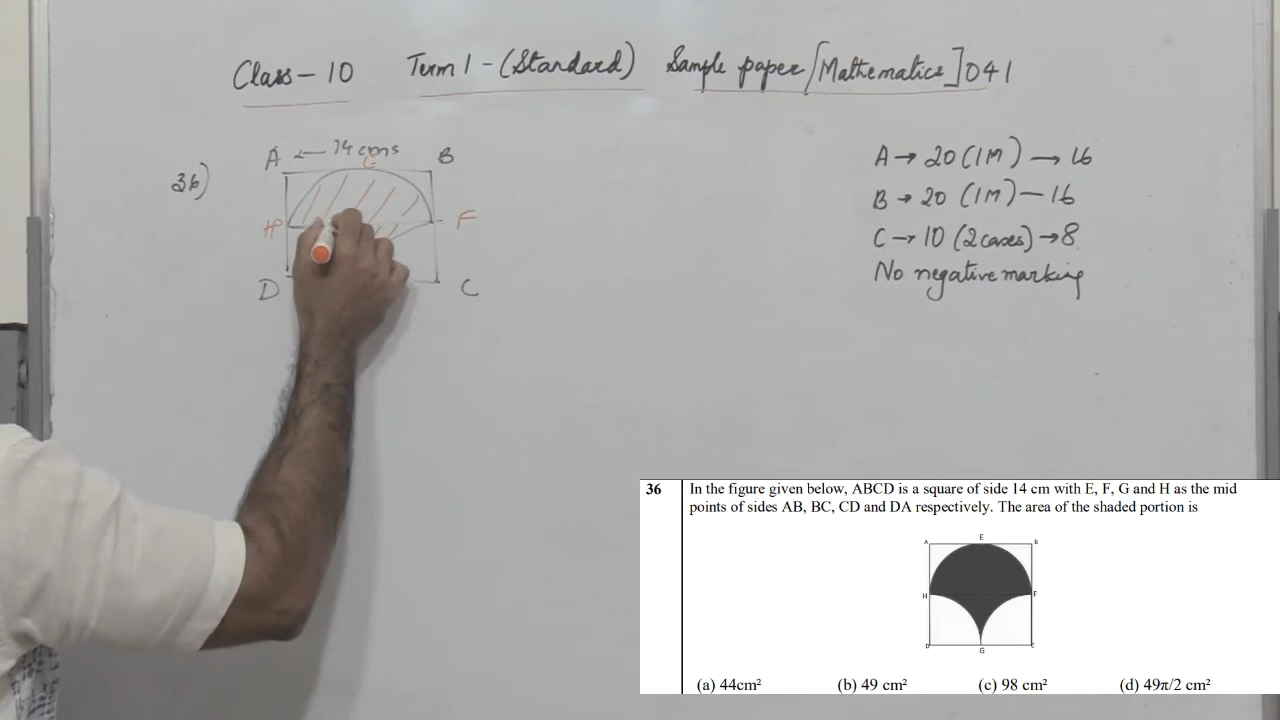 Class - 10 Term 1 - (Standard) Sample paper [Mathematics] 041
36)
A ← 14 cms B
E
H F
D C
A → 20 (1M) → 16
B → 20 (1M) - 16
C → 10 (2 cases) → 8
No negative marking
36 In the figure given below, ABCD is a square of side 14 cm with E, F, G and H as the mid
points of sides AB, BC, CD and DA respectively. The area of the shaded portion is
E
A B
H F
D C
G
(a) 44cm² (b) 49 cm² (c) 98 cm² (d) 49π/2 cm²